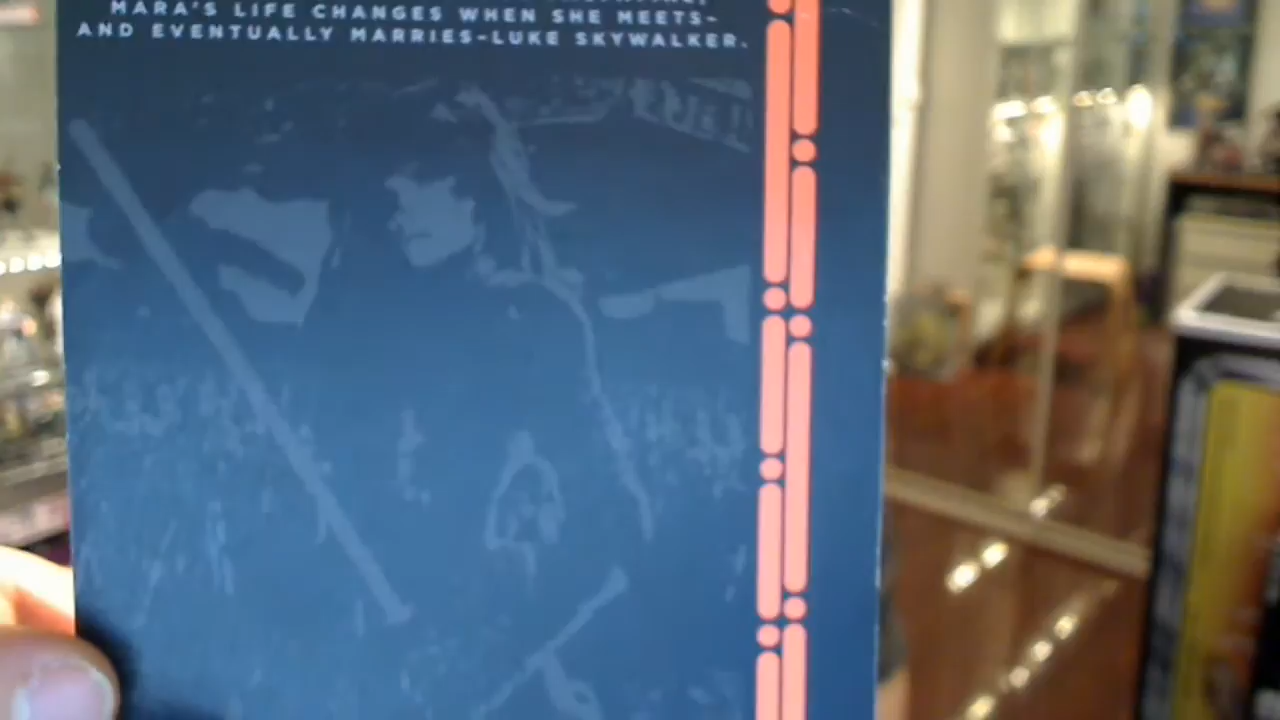 MARA'S LIFE CHANGES WHEN SHE MEETS-
AND EVENTUALLY MARRIES-LUKE SKYWALKER.